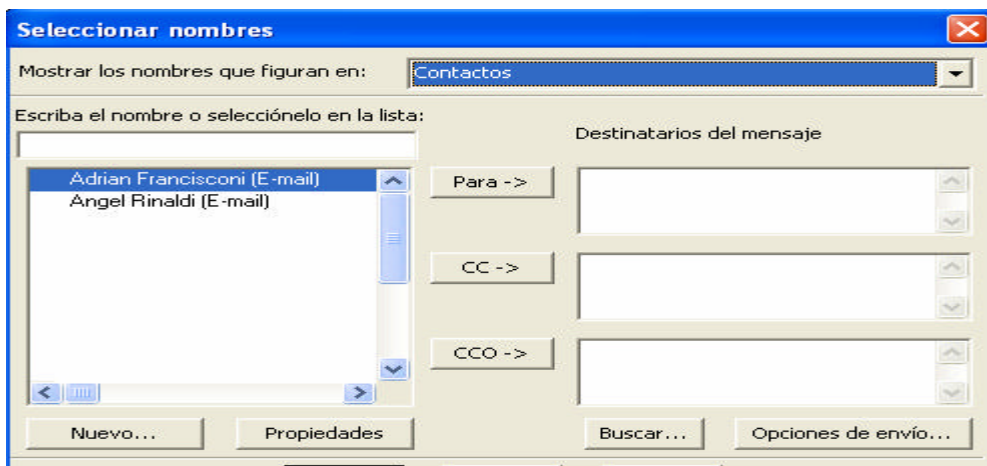 Seleccionar nombres
Mostrar los nombres que figuran en: Contactos
Escriba el nombre o selecciónelo en la lista:
Destinatarios del mensaje
Adrian Francisconi (E-mail)
Angel Rinaldi (E-mail)
Para ->
CC ->
CCO ->
Nuevo... Propiedades Buscar... Opciones de envío...